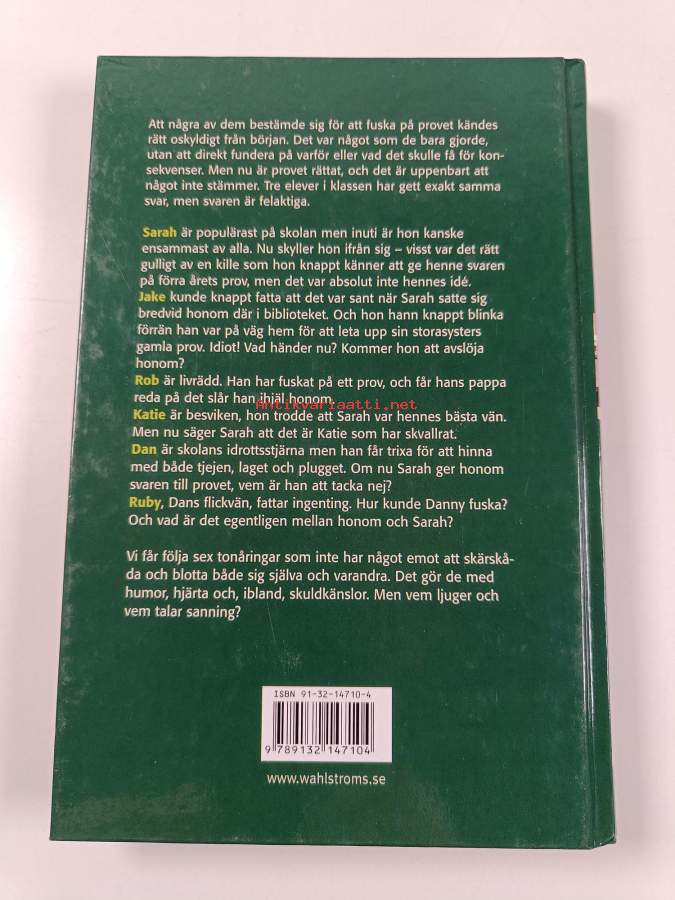 Att några av dem bestämde sig för att fuska på provet kändes
rätt oskyldigt från början. Det var något som de bara gjorde,
utan att direkt fundera på varför eller vad det skulle få för kon-
sekvenser. Men nu är provet rättat, och det är uppenbart att
något inte stämmer. Tre elever i klassen har gett exakt samma
svar, men svaren är felaktiga.
Sarah är populärast på skolan men inuti är hon kanske
ensammast av alla. Nu skyller hon ifrån sig – visst var det rätt
gulligt av en kille som hon knappt känner att ge henne svaren
på förra årets prov, men det var absolut inte hennes idé.
Jake kunde knappt fatta att det var sant när Sarah satte sig
bredvid honom där i biblioteket. Och hon hann knappt blinka
förrän han var på väg hem för att leta upp sin storasysters
gamla prov. Idiot! Vad händer nu? Kommer hon att avslöja
honom?
Rob är livrädd. Han har fuskat på ett prov, och får hans pappa
reda på det slår han ihjäl honom.
Antikvariaatti.net
Katie är besviken, hon trodde att Sarah var hennes bästa vän.
Men nu säger Sarah att det är Katie som har skvallrat.
Dan är skolans idrottsstjärna men han får trixa för att hinna
med både tjejen, laget och plugget. Om nu Sarah ger honom
svaren till provet, vem är han att tacka nej?
Ruby, Dans flickvän, fattar ingenting. Hur kunde Danny fuska?
Och vad är det egentligen mellan honom och Sarah?
Vi får följa sex tonåringar som inte har något emot att skärskå-
da och blotta både sig själva och varandra. Det gör de med
humor, hjärta och, ibland, skuldkänslor. Men vem ljuger och
vem talar sanning?
ISBN 91-32-14710-4
9 789132 147104
www.wahlstroms.se